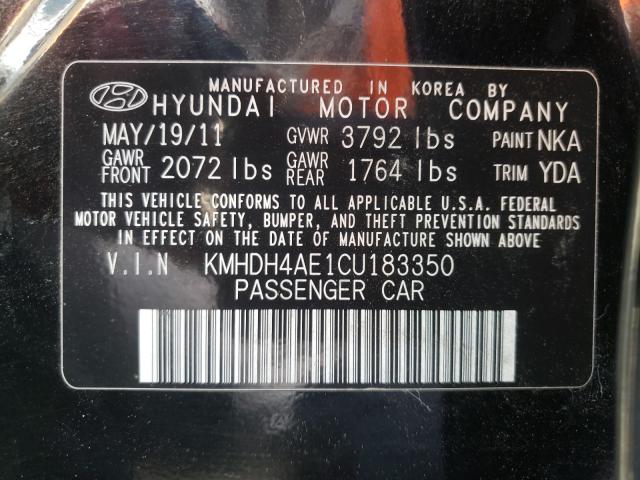 MANUFACTURED IN KOREA BY
HYUNDAI MOTOR COMPANY
MAY/19/11 GVWR 3792 lbs PAINT NKA
GAWR FRONT 2072 lbs GAWR REAR 1764 lbs TRIM YDA
THIS VEHICLE CONFORMS TO ALL APPLICABLE U.S.A. FEDERAL
MOTOR VEHICLE SAFETY, BUMPER, AND THEFT PREVENTION STANDARDS
IN EFFECT ON THE DATE OF MANUFACTURE SHOWN ABOVE
V.I.N KMHDH4AE1CU183350
PASSENGER CAR